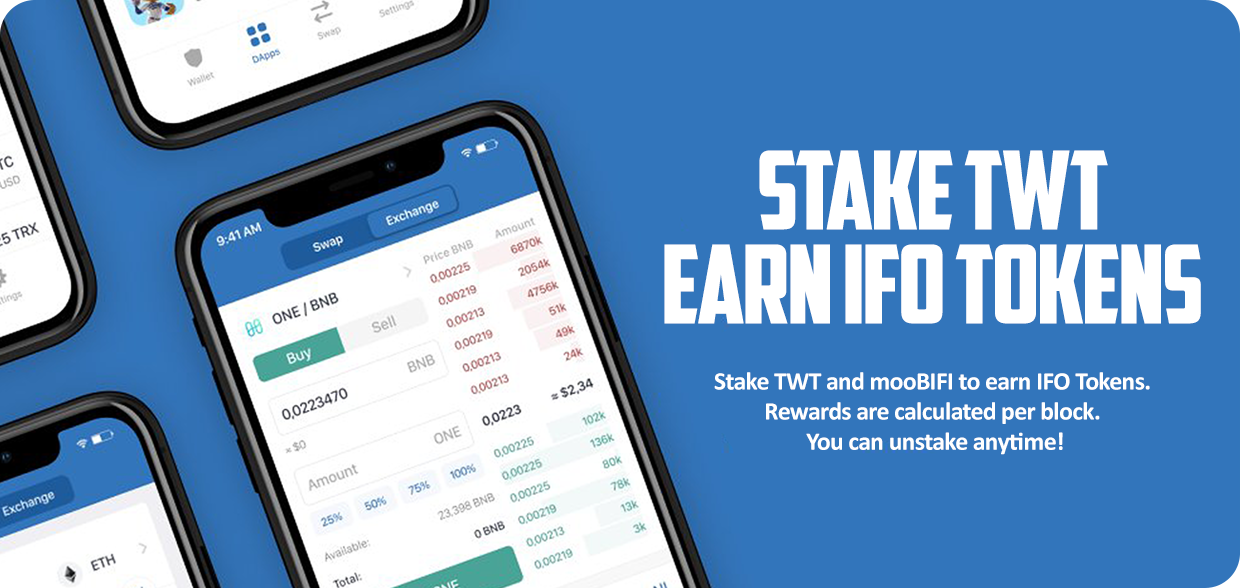 Wallet
DApps
Swap
Settings
TC
USD
25 TRX
9:41 AM
Swap
Exchange
ONE / BNB
Price BNB
Amount
Buy
Sell
0,0223470
BNB
≈ $0
Amount
ONE
25%
50%
75%
100%
23.398 BNB
Available:
0 BNB
Total:
0,00225 6870k
0,00219 2054k
0,00213 4756k
0,00219 51k
0,00213 49k
0,00213 24k
0,0223 ≈ $2,34
0,00225 102k
0,00225 136k
0,00225 80k
0,00219 78k
0,00213 13k
0,00219 3k
Exchange
ETH
STAKE TWT
EARN IFO TOKENS
Stake TWT and mooBIFI to earn IFO Tokens.
Rewards are calculated per block.
You can unstake anytime!